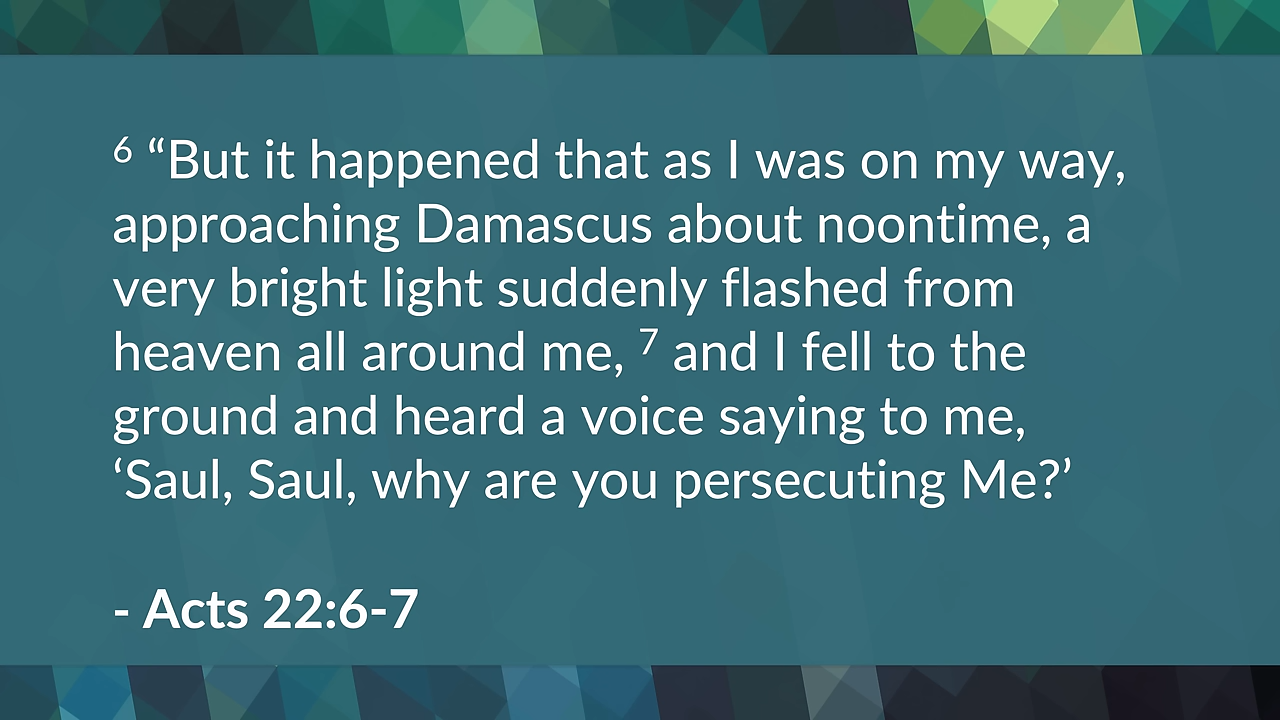 6 “But it happened that as I was on my way,
approaching Damascus about noontime, a
very bright light suddenly flashed from
heaven all around me, 7 and I fell to the
ground and heard a voice saying to me,
‘Saul, Saul, why are you persecuting Me?’
- Acts 22:6-7